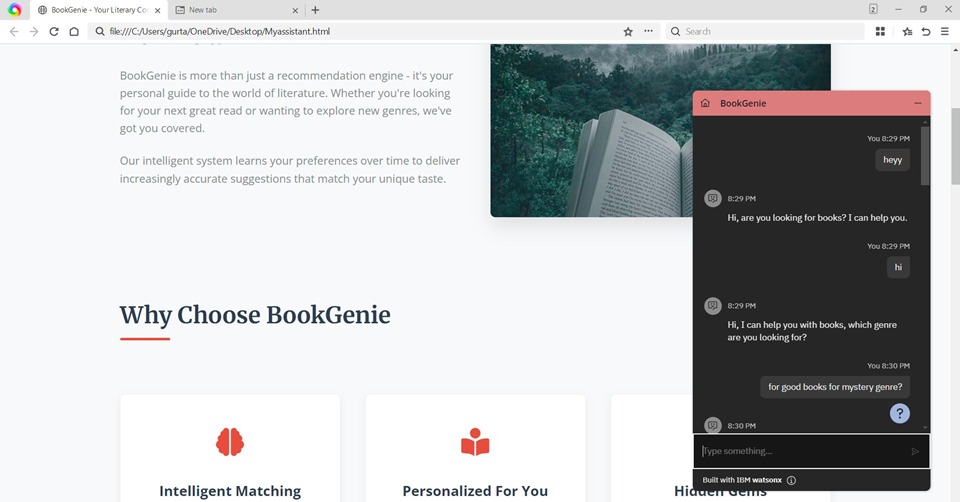 BookGenie - Your Literary Co
New tab
2
file:///C:/Users/gurta/OneDrive/Desktop/Myassistant.html
Search
BookGenie is more than just a recommendation engine - it's your
personal guide to the world of literature. Whether you're looking
for your next great read or wanting to explore new genres, we've
got you covered.
Our intelligent system learns your preferences over time to deliver
increasingly accurate suggestions that match your unique taste.
Why Choose BookGenie
Intelligent Matching
Personalized For You
Hidden Gems
BookGenie
You 8:29 PM
heyy
8:29 PM
Hi, are you looking for books? I can help you.
You 8:29 PM
hi
8:29 PM
Hi, I can help you with books, which genre
are you looking for?
You 8:30 PM
for good books for mystery genre?
?
8:30 PM
Type something...
Built with IBM watsonx